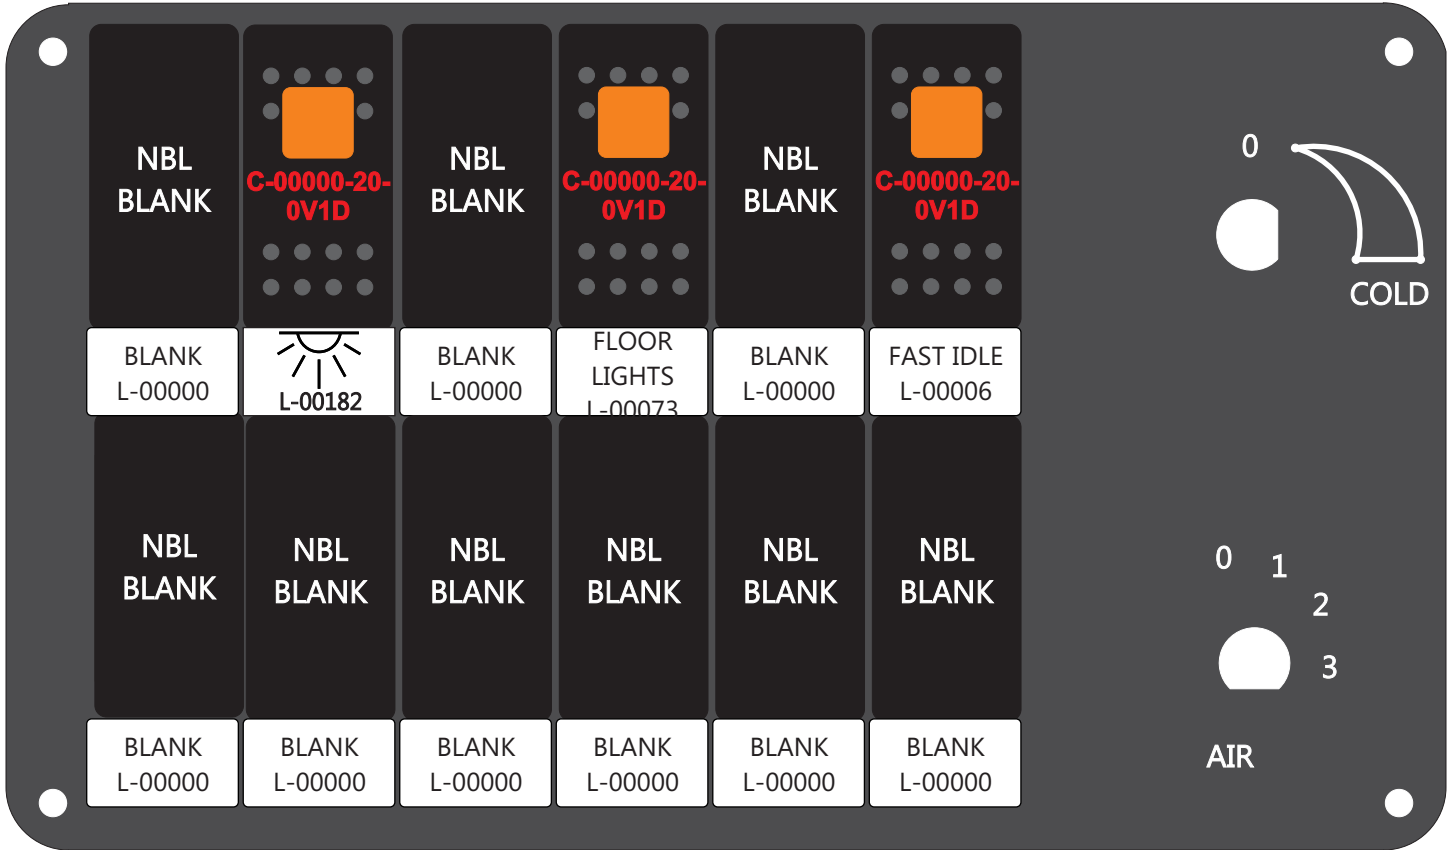 NBL
BLANK
C-00000-20-
0V1D
NBL
BLANK
C-00000-20-
0V1D
NBL
BLANK
C-00000-20-
0V1D
BLANK
L-00000
L-00182
BLANK
L-00000
FLOOR
LIGHTS
L-00073
BLANK
L-00000
FAST IDLE
L-00006
NBL
BLANK
NBL
BLANK
NBL
BLANK
NBL
BLANK
NBL
BLANK
NBL
BLANK
BLANK
L-00000
BLANK
L-00000
BLANK
L-00000
BLANK
L-00000
BLANK
L-00000
BLANK
L-00000
0
COLD
0
1
2
3
AIR